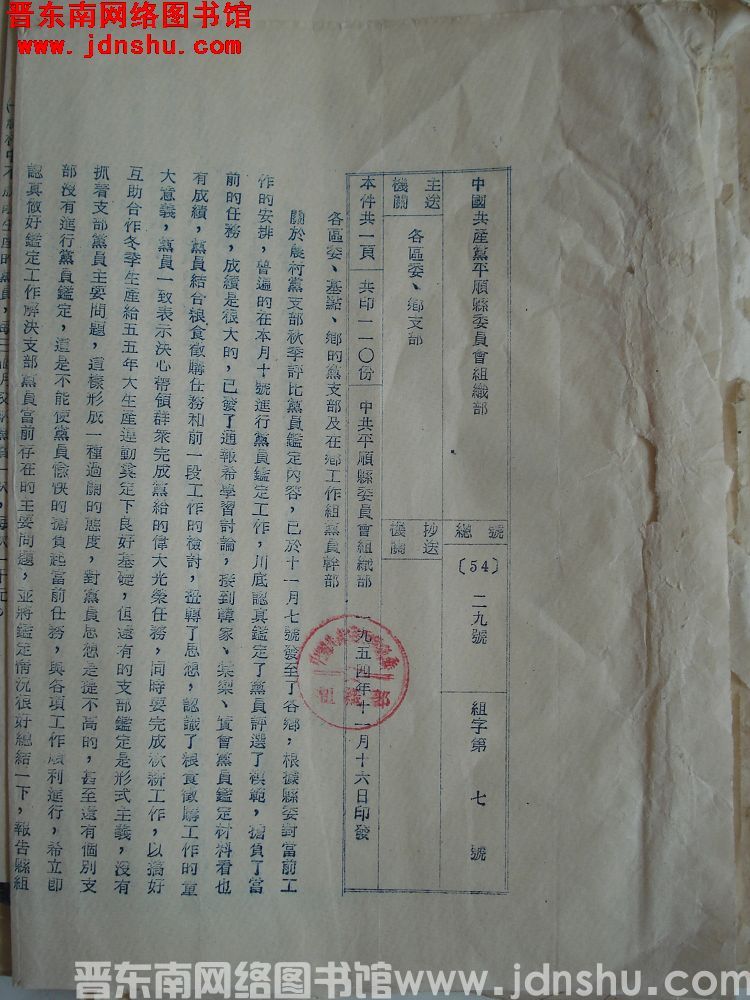 晋东南网络图书馆
www.jdnshu.com
中國共產黨平順縣委員會組織部
總號
〔54〕二九號
組字第七號
主送機關
各區委、鄉支部
抄送機關
本件共一頁
共印一一〇份
中共平順縣委員會組織部
一九五四年十一月十六日印發
組織部
各區委、基點、鄉的黨支部及在鄉工作組黨員幹部
關於農村黨支部秋季評比黨員鑑定內容，已於十一月七號發至了各鄉，根據縣委對當前工
作的安排，普遍的在本月十號進行黨員鑑定工作，川底認真鑑定了黨員評選了模範，擔負了當
前的任務，成績是很大的，已發了通報希學習討論，接到韓家、棠梁、實會黨員鑑定材料看也
有成績，黨員結合粮食徵購任務和前一段工作的檢討，扭轉了思想，認識了粮食徵購工作的重
大意義，黨員一致表示決心帶領群衆完成黨給的偉大光榮任務，同時要完成秋耕工作，以搞好
互助合作冬季生產給五五年大生產運動奠定下良好基礎，但還有的支部鑑定是形式主義，沒有
抓着支部黨員主要問題，這樣形成一種過關的態度，對黨員思想是提不高的，甚至還有個別支
部沒有進行黨員鑑定，這是不能使黨員愉快的擔負起當前任務，與各項工作順利進行，希立即
認真做好鑑定工作解決支部黨員當前存在的主要問題，並將鑑定情況很好總結一下，報告縣組
晋东南网络图书馆www.jdnshu.com